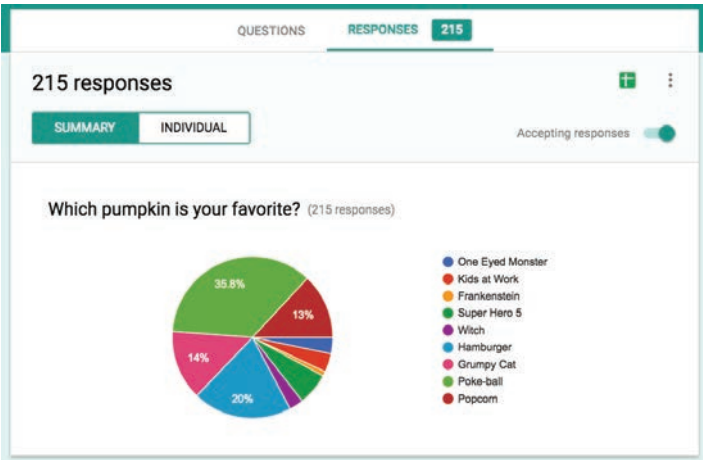 QUESTIONS RESPONSES 215
215 responses
SUMMARY INDIVIDUAL
Accepting responses
Which pumpkin is your favorite? (215 responses)
35.8%
13%
14%
20%
One Eyed Monster
Kids at Work
Frankenstein
Super Hero 5
Witch
Hamburger
Grumpy Cat
Poke-ball
Popcorn